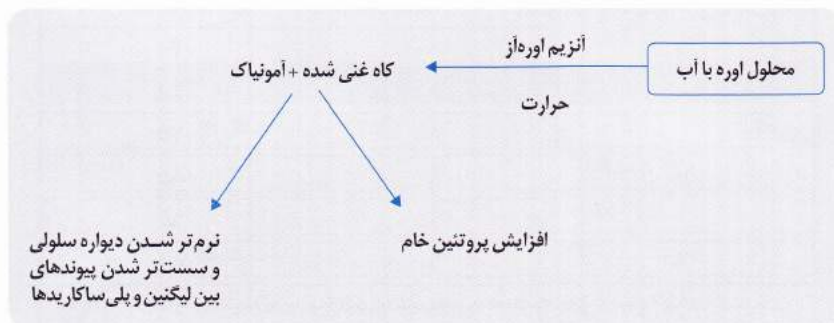 محلول اوره با آب
آنزیم اوره‌از
حرارت
کاه غنی شده + آمونیاک
افزایش پروتئین خام
نرم‌تر شدن دیواره سلولی
و سست‌تر شدن پیوندهای
بین لیگنین و پلی‌ساکاریدها